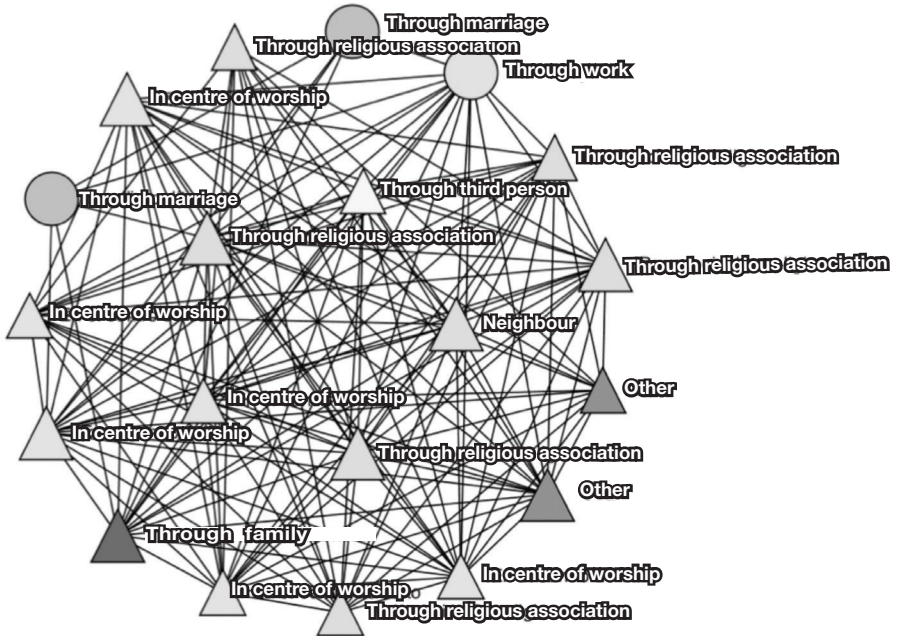 Through marriage
Through religious association
Through work
In centre of worship
Through religious association
Through third person
Through marriage
Through religious association
Through religious association
In centre of worship
Neighbour
Other
In centre of worship
In centre of worship
Through religious association
Other
Through family
In centre of worship
In centre of worship
Through religious association